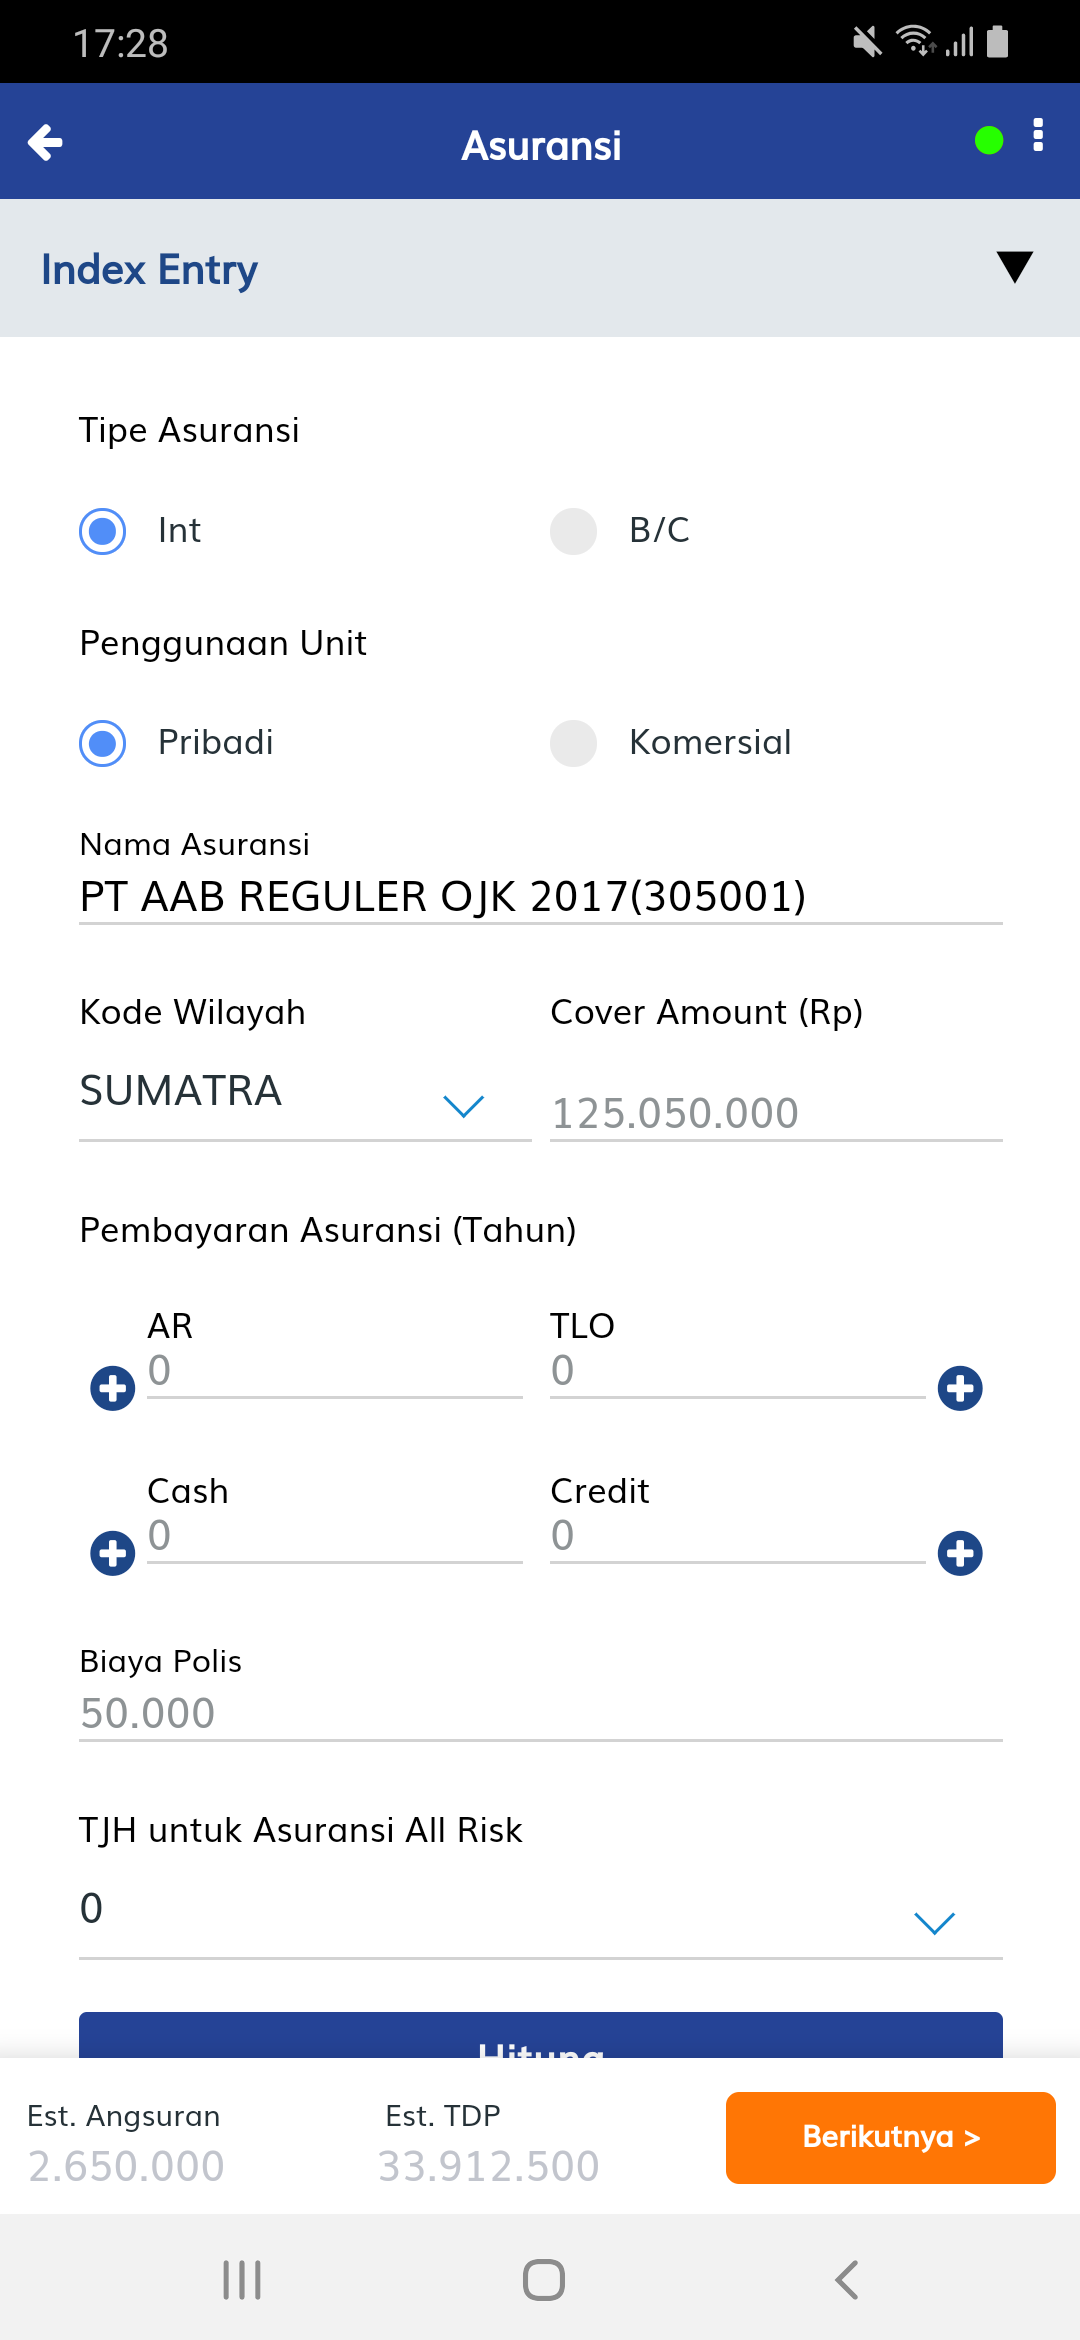 17:28
Asuransi
Index Entry
Tipe Asuransi
Int B/C
Penggunaan Unit
Pribadi Komersial
Nama Asuransi
PT AAB REGULER OJK 2017(305001)
Kode Wilayah Cover Amount (Rp)
SUMATRA 125.050.000
Pembayaran Asuransi (Tahun)
AR TLO
0 0
Cash Credit
0 0
Biaya Polis
50.000
TJH untuk Asuransi All Risk
0
Hitung
Est. Angsuran Est. TDP
2.650.000 33.912.500
Berikutnya >